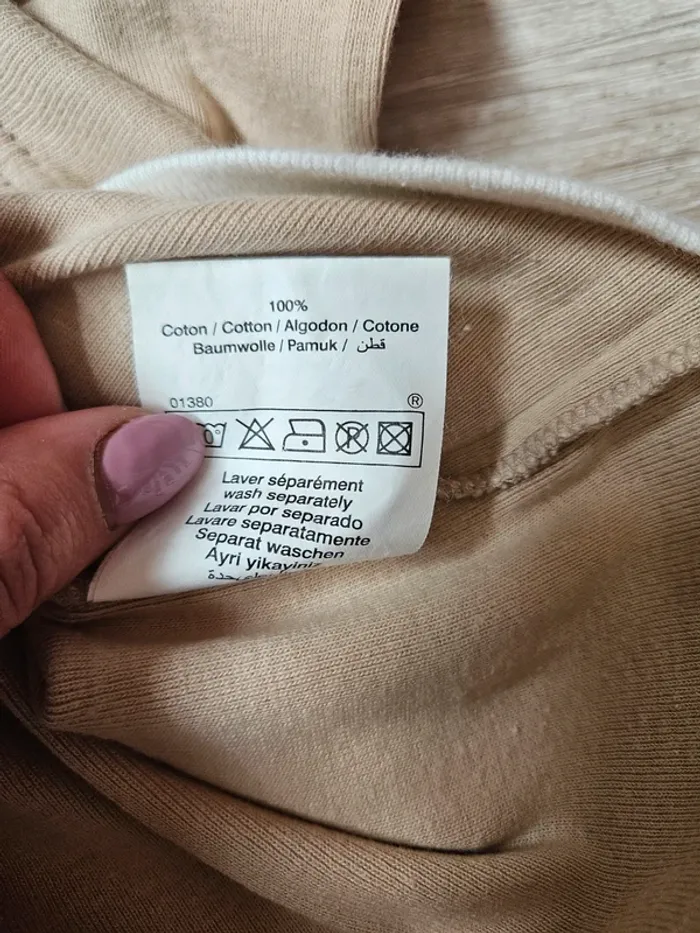 100%
Coton / Cotton / Algodon / Cotone
Baumwolle / Pamuk / قطن
01380 ®
Laver séparément
wash separately
Lavar por separado
Lavare separatamente
Separat waschen
Ayri